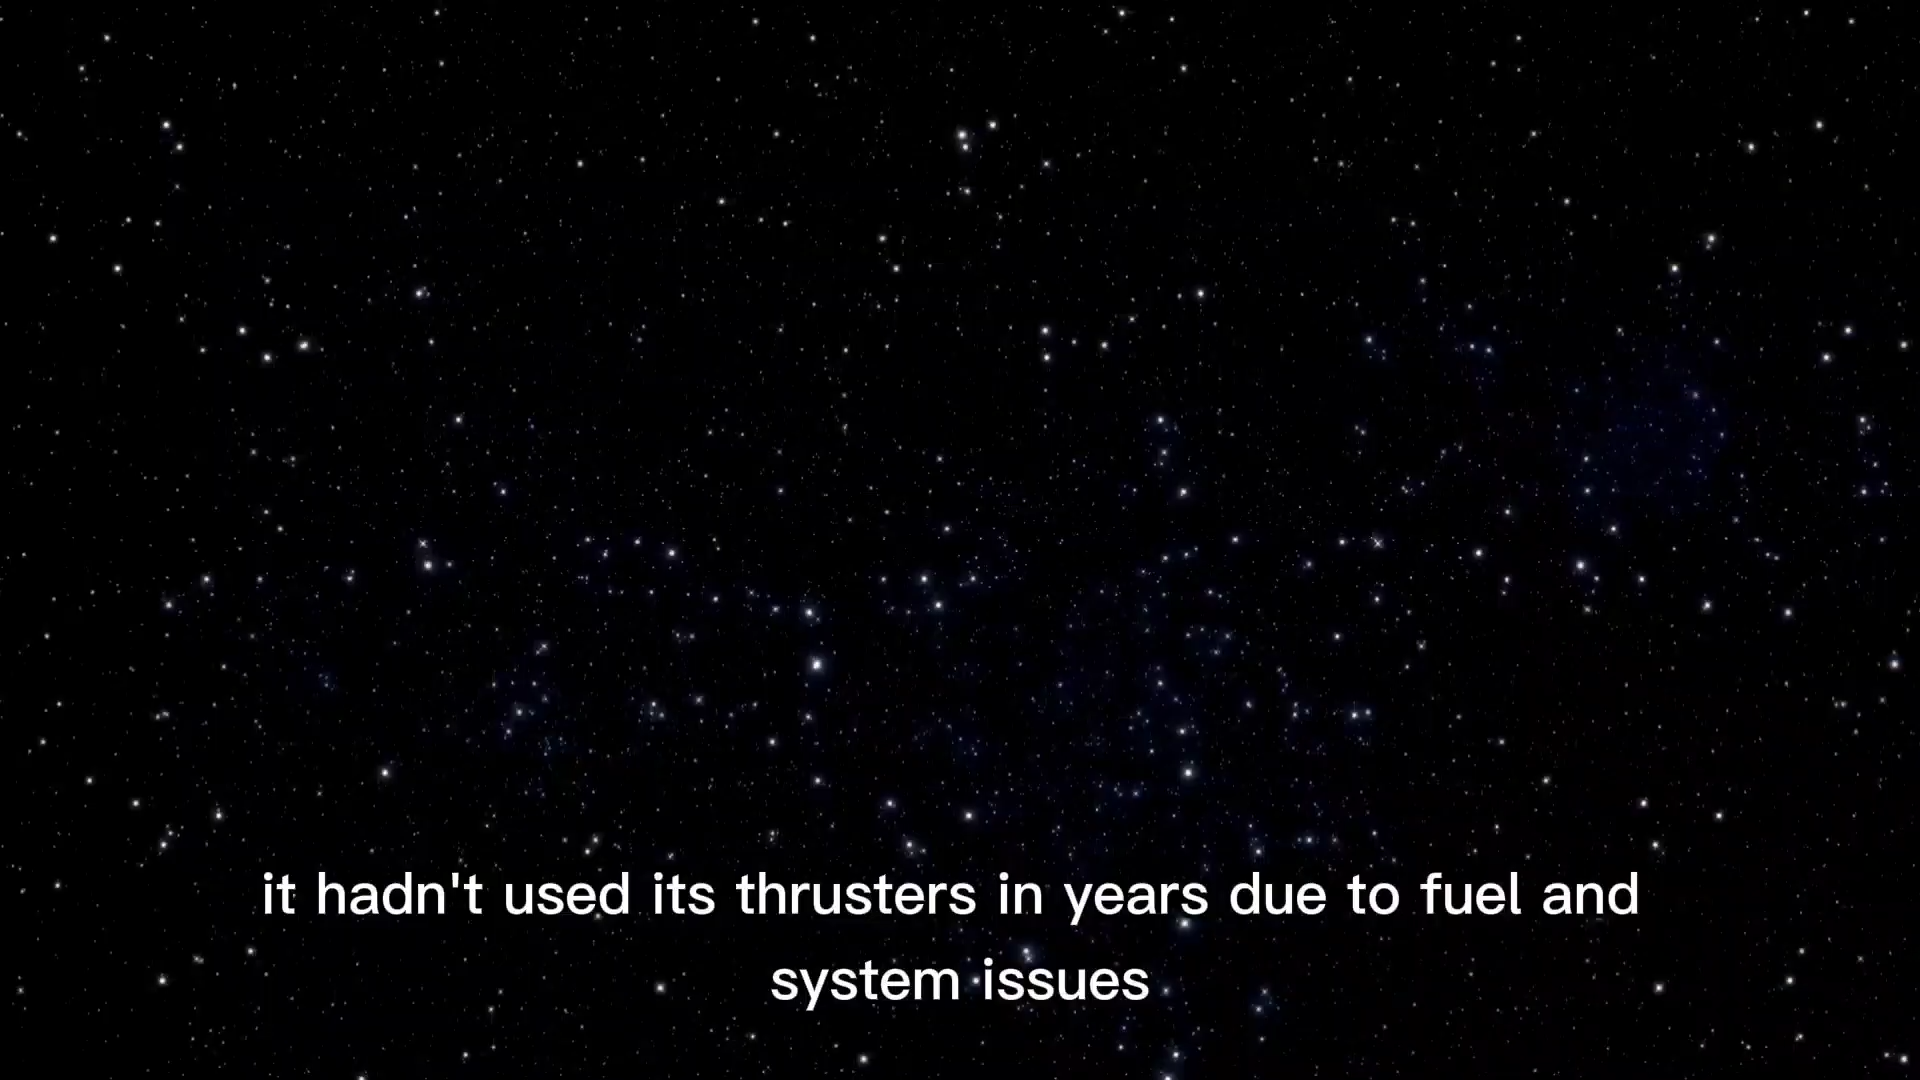 it hadn't used its thrusters in years due to fuel and
system issues